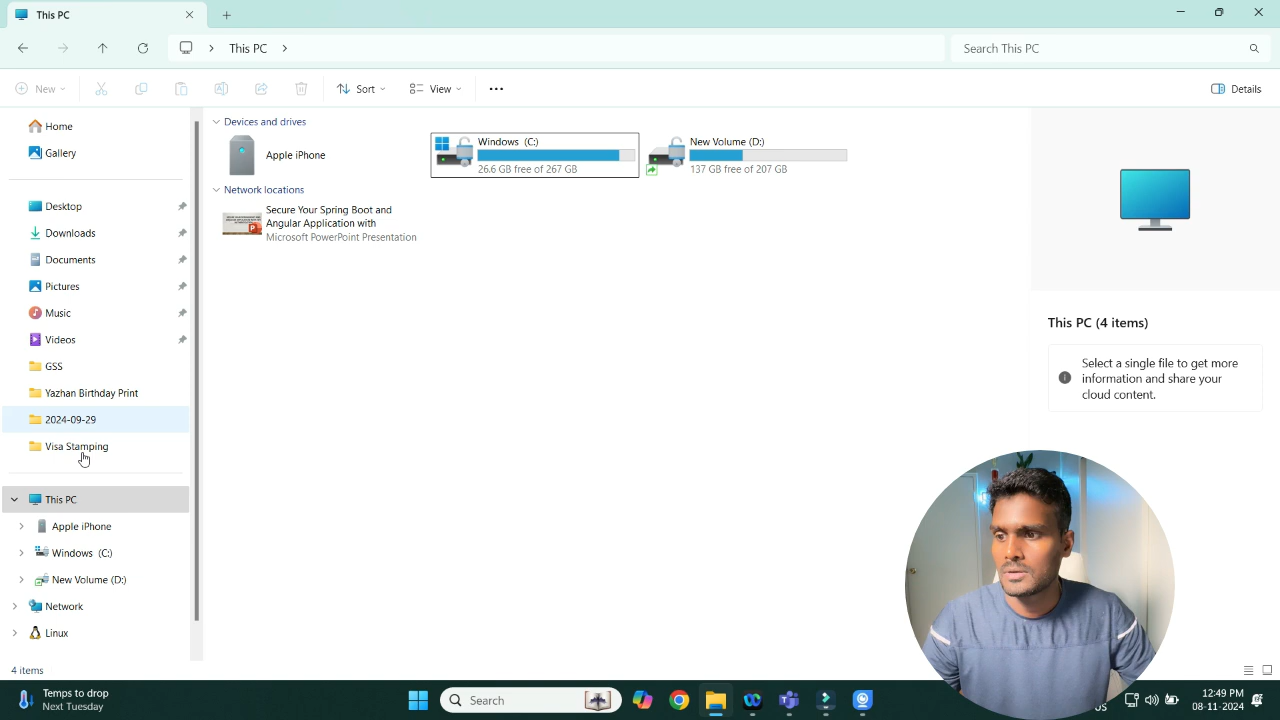 This PC
This PC
Search This PC
New
Sort
View
Details
Home
Gallery
Desktop
Downloads
Documents
Pictures
Music
Videos
GSS
Yazhan Birthday Print
2024-09-29
Visa Stamping
This PC
Apple iPhone
Windows (C:)
New Volume (D:)
Network
Linux
4 items
Devices and drives
Apple iPhone
Windows (C:)
26.6 GB free of 267 GB
New Volume (D:)
137 GB free of 207 GB
Network locations
Secure Your Spring Boot and
Angular Application with
Microsoft PowerPoint Presentation
This PC (4 items)
Select a single file to get more
information and share your
cloud content.
Temps to drop
Next Tuesday
Search
US
12:49 PM
08-11-2024